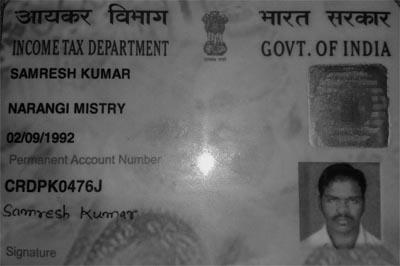 आयकर विभाग
भारत सरकार
INCOME TAX DEPARTMENT
GOVT. OF INDIA
SAMRESH KUMAR
NARANGI MISTRY
02/09/1992
Permanent Account Number
CRDPK0476J
Samresh Kumar
Signature